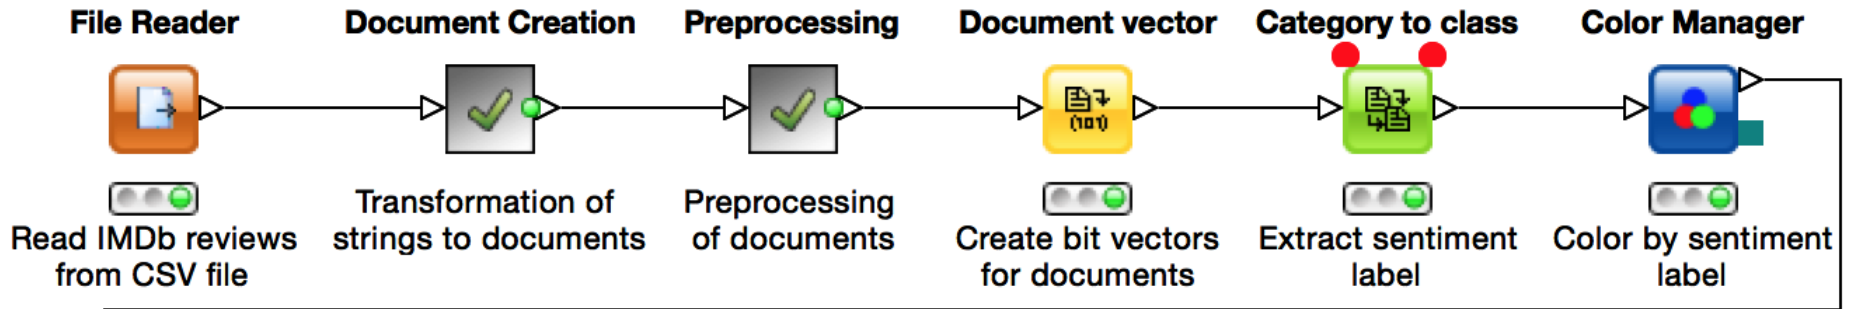 File Reader
Document Creation
Preprocessing
Document vector
Category to class
Color Manager
(101)
Transformation of
strings to documents
Preprocessing
of documents
Read IMDb reviews
from CSV file
Create bit vectors
for documents
Extract sentiment
label
Color by sentiment
label